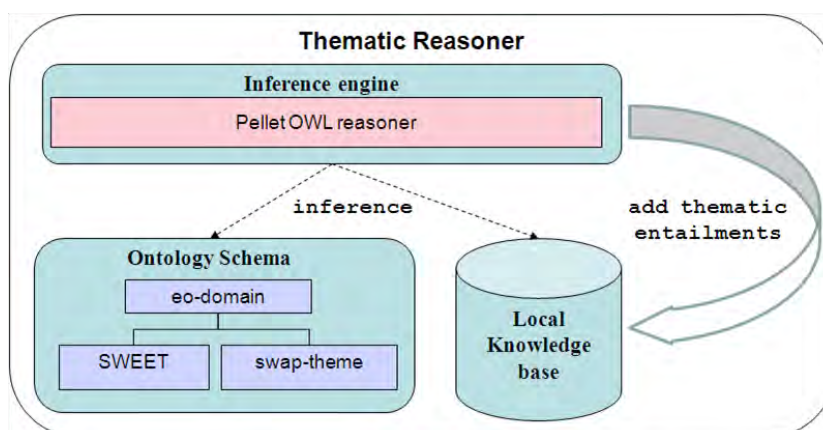 Thematic Reasoner
Inference engine
Pellet OWL reasoner
inference
add thematic
entailments
Ontology Schema
eo-domain
SWEET
swap-theme
Local
Knowledge
base